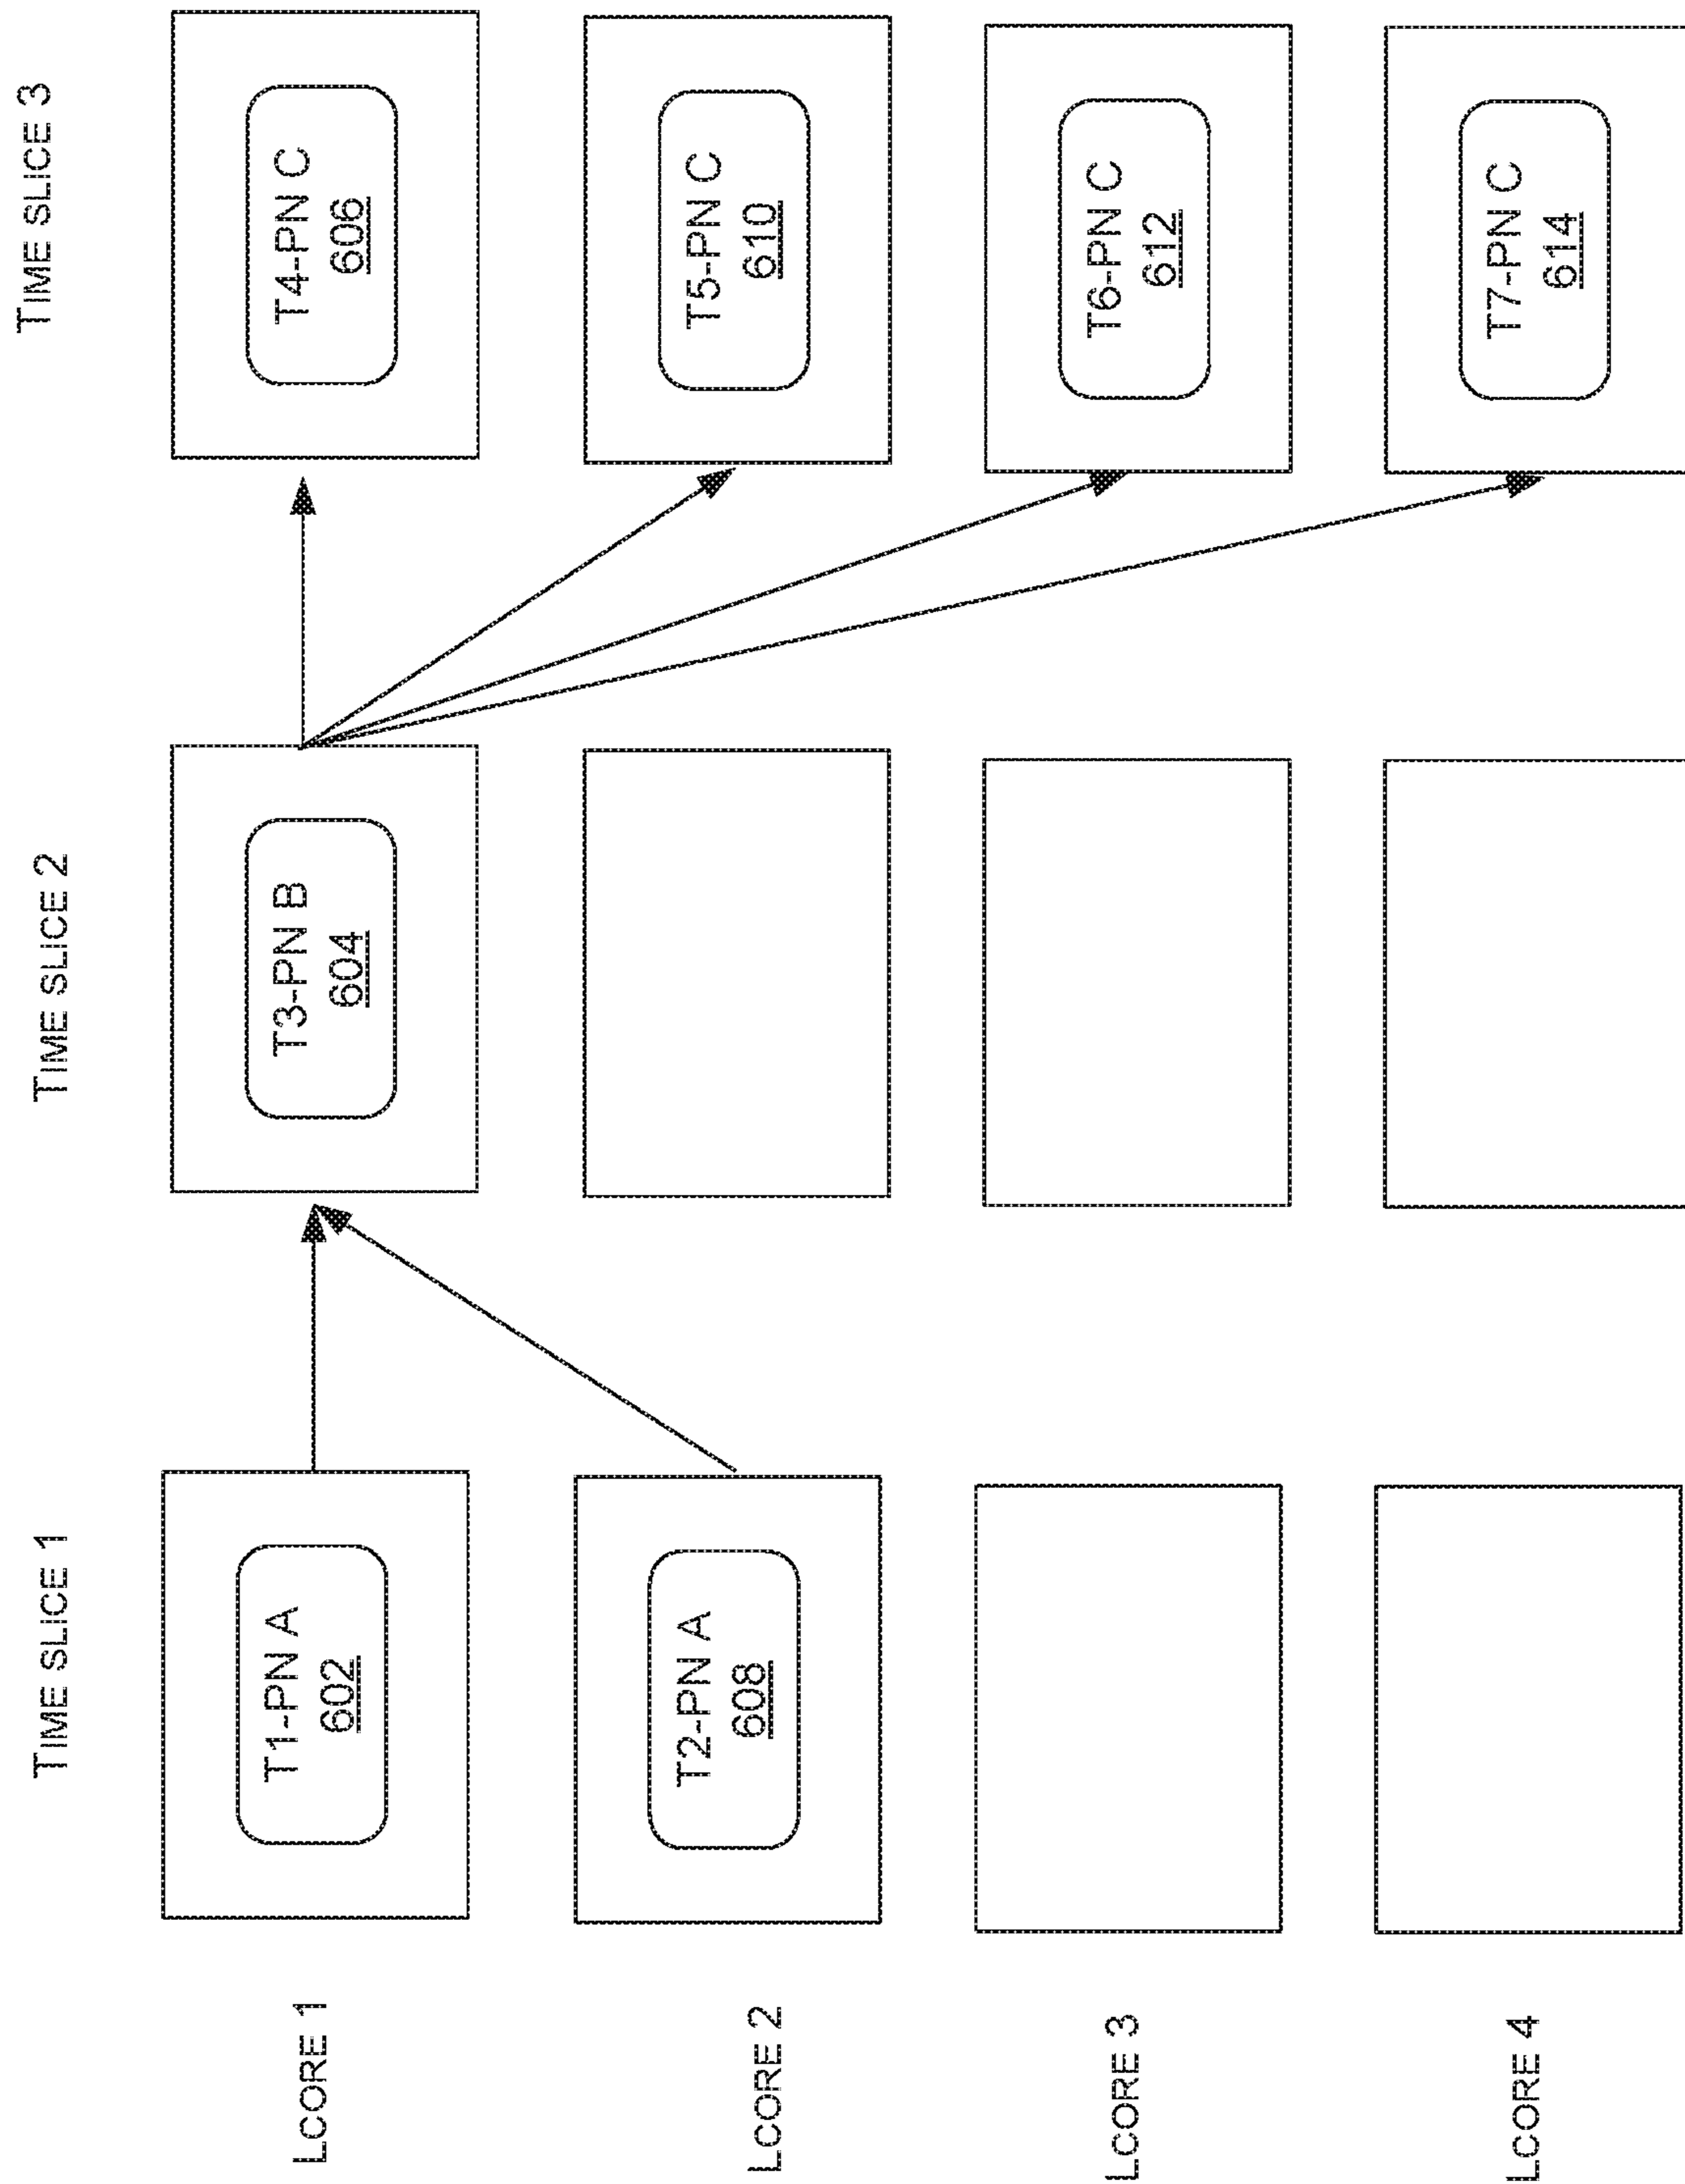 TIME SLICE 1
TIME SLICE 2
TIME SLICE 3
LCORE 1
T1-PN A
602
T3-PN B
604
T4-PN C
606
LCORE 2
T2-PN A
608
T5-PN C
610
LCORE 3
T6-PN C
612
LCORE 4
T7-PN C
614